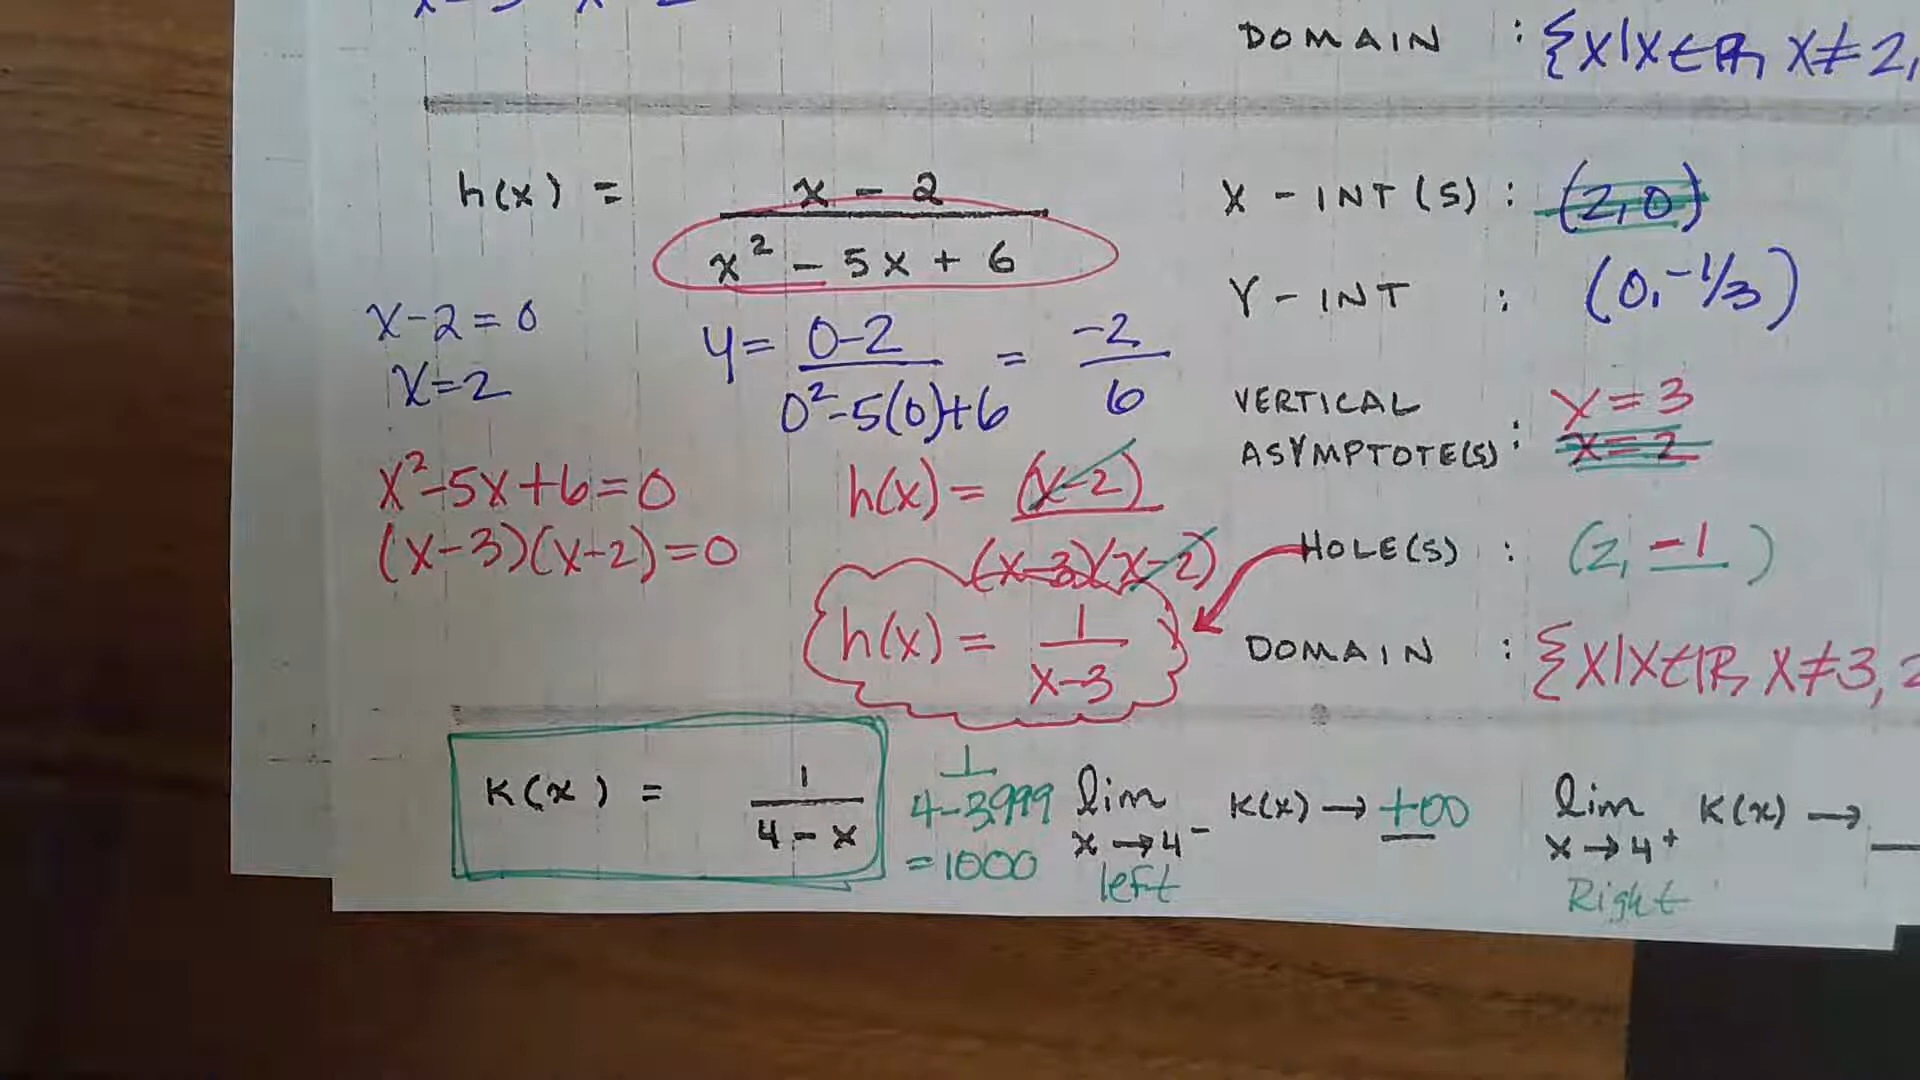 DOMAIN : {x|x∈ℝ, x≠2,
h(x) = x - 2 / x² - 5x + 6
X-INT(S) : (2,0)
Y-INT : (0,-1/3)
x-2=0
x=2
y= 0-2 / 0²-5(0)+6 = -2/6
VERTICAL ASYMPTOTE(S) : x=3
x=2
x²-5x+6=0
(x-3)(x-2)=0
h(x) = (x-2) / (x-3)(x-2)
HOLE(S) : (2, -1)
h(x) = 1 / x-3
DOMAIN : {x|x∈ℝ, x≠3, 2
K(x) = 1 / 4-x
1 / 4-3.999
=1000
lim x→4⁻ K(x) → +∞
left
lim x→4⁺ K(x) →
Right